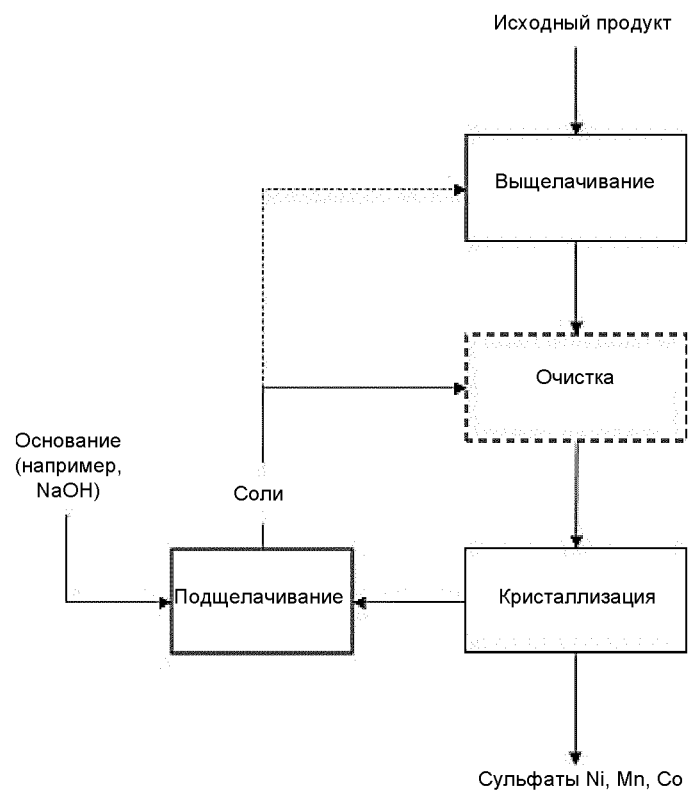 Исходный продукт
Выщелачивание
Очистка
Основание
(например,
NaOH)
Соли
Подщелачивание
Кристаллизация
Сульфаты Ni, Mn, Co